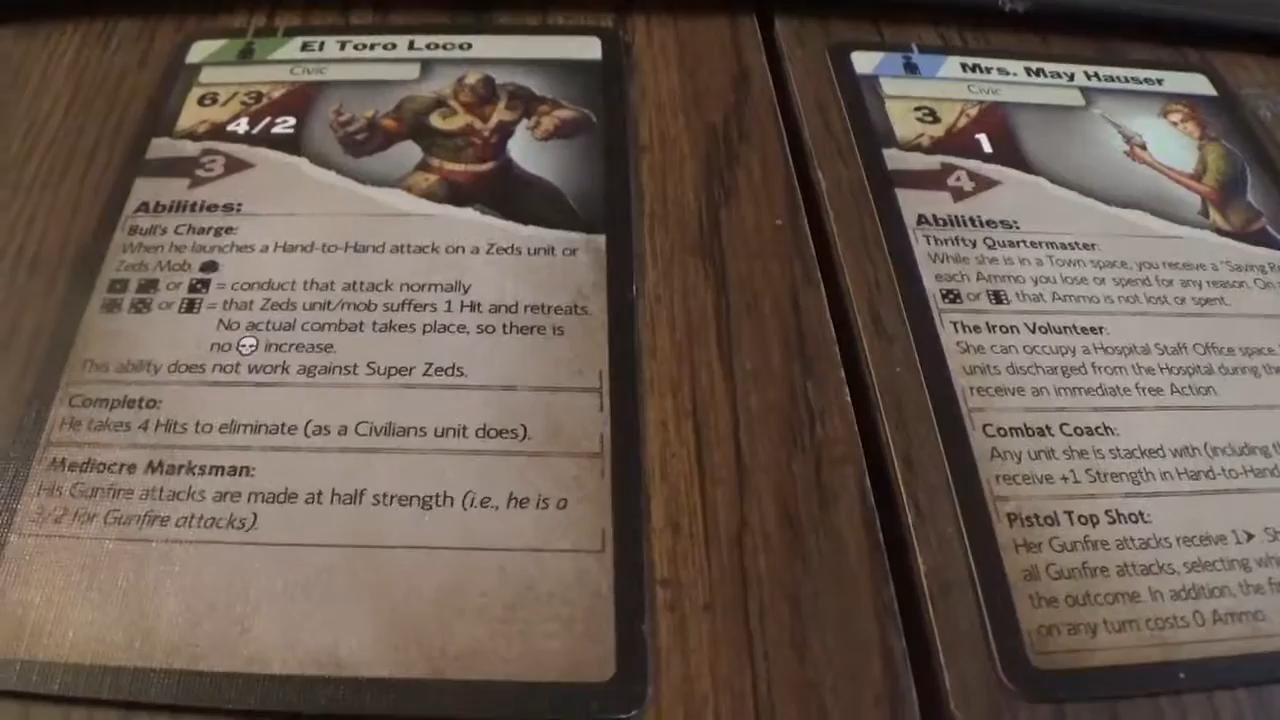 El Toro Loco
Civic
6/3
4/2
3
Abilities:
Bull's Charge:
When he launches a Hand-to-Hand attack on a Zeds unit or
Zeds Mob
or = conduct that attack normally
or = that Zeds unit/mob suffers 1 Hit and retreats.
No actual combat takes place, so there is
no increase.
This ability does not work against Super Zeds.
Completo:
He takes 4 Hits to eliminate (as a Civilians unit does).
Mediocre Marksman:
His Gunfire attacks are made at half strength (i.e., he is a
3/2 for Gunfire attacks).
Mrs. May Hauser
Civic
3
1
4
Abilities:
Thrifty Quartermaster:
While she is in a Town space, you receive a "Saving
each Ammo you lose or spend for any reason. On
or , that Ammo is not lost or spent.
The Iron Volunteer:
She can occupy a Hospital Staff Office space.
units discharged from the Hospital during the
receive an immediate free Action.
Combat Coach:
Any unit she is stacked with (including
receive +1 Strength in Hand-to-Hand
Pistol Top Shot:
Her Gunfire attacks receive 1
all Gunfire attacks, selecting
the outcome. In addition, the
on any turn costs 0 Ammo.